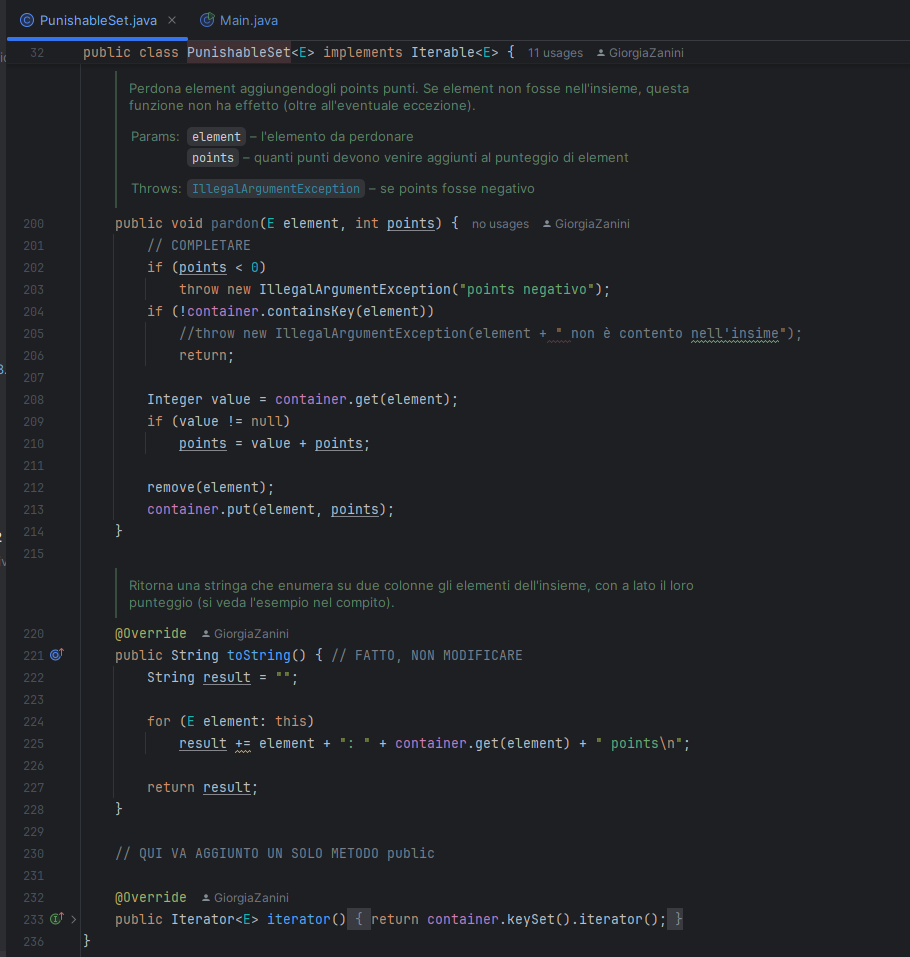 PunishableSet.java
Main.java
32 public class PunishableSet<E> implements Iterable<E> { 11 usages GiorgiaZanini
Perdona element aggiungendogli points punti. Se element non fosse nell'insieme, questa
funzione non ha effetto (oltre all'eventuale eccezione).
Params: element – l'elemento da perdonare
points – quanti punti devono venire aggiunti al punteggio di element
Throws: IllegalArgumentException – se points fosse negativo
200 public void pardon(E element, int points) { no usages GiorgiaZanini
201 // COMPLETARE
202 if (points < 0)
203 throw new IllegalArgumentException("points negativo");
204 if (!container.containsKey(element))
205 //throw new IllegalArgumentException(element + " non è contento nell'insime");
206 return;
207
208 Integer value = container.get(element);
209 if (value != null)
210 points = value + points;
211
212 remove(element);
213 container.put(element, points);
214 }
215
Ritorna una stringa che enumera su due colonne gli elementi dell'insieme, con a lato il loro
punteggio (si veda l'esempio nel compito).
220 @Override GiorgiaZanini
221 public String toString() { // FATTO, NON MODIFICARE
222 String result = "";
223
224 for (E element: this)
225 result += element + ": " + container.get(element) + " points\n";
226
227 return result;
228 }
229
230 // QUI VA AGGIUNTO UN SOLO METODO public
231
232 @Override GiorgiaZanini
233 public Iterator<E> iterator() { return container.keySet().iterator(); }
236 }